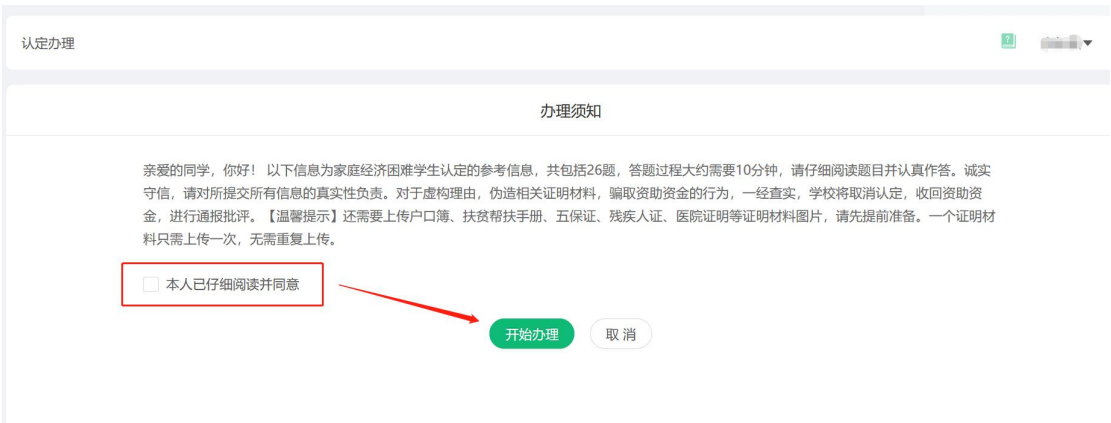 认定办理
?
办理须知
亲爱的同学，你好！ 以下信息为家庭经济困难学生认定的参考信息，共包括26题，答题过程大约需要10分钟，请仔细阅读题目并认真作答。诚实
守信，请对所提交所有信息的真实性负责。对于虚构理由，伪造相关证明材料，骗取资助资金的行为，一经查实，学校将取消认定，收回资助资
金，进行通报批评。【温馨提示】还需要上传户口簿、扶贫帮扶手册、五保证、残疾人证、医院证明等证明材料图片，请先提前准备。一个证明材
料只需上传一次，无需重复上传。
本人已仔细阅读并同意
开始办理 取 消